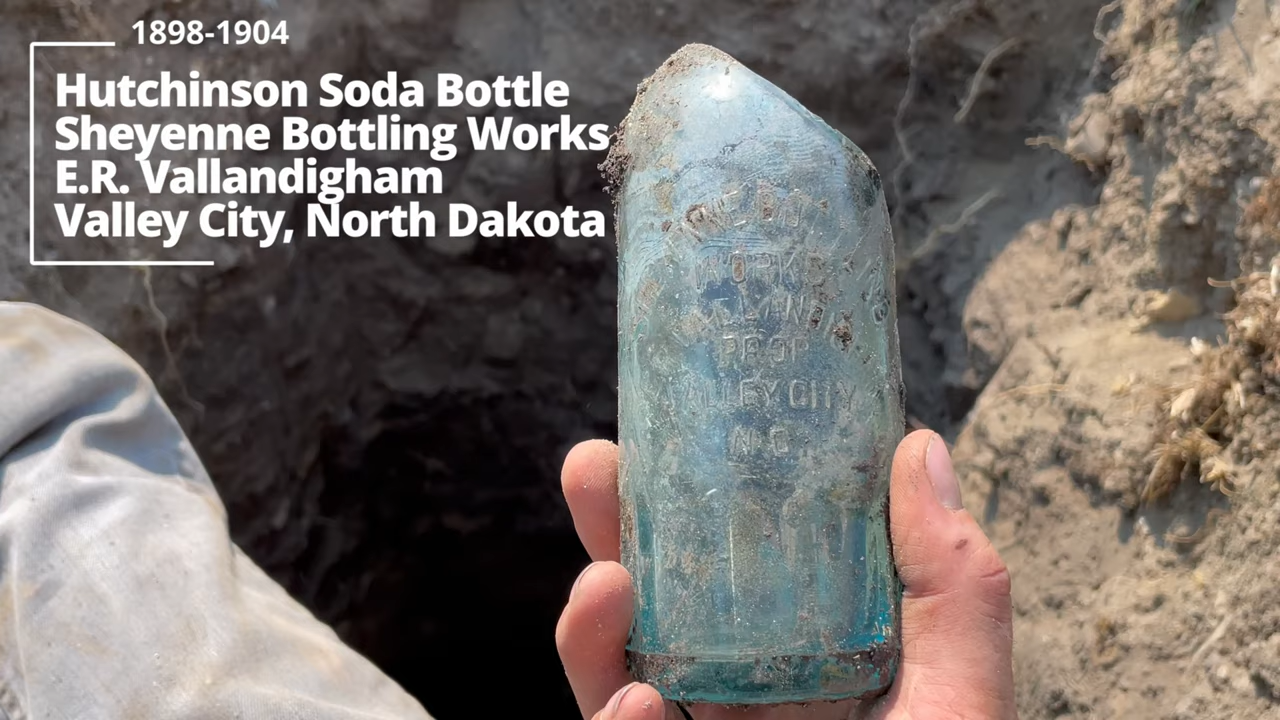 1898-1904
Hutchinson Soda Bottle
Sheyenne Bottling Works
E.R. Vallandigham
Valley City, North Dakota
WORKS
PROP
VALLEY CITY